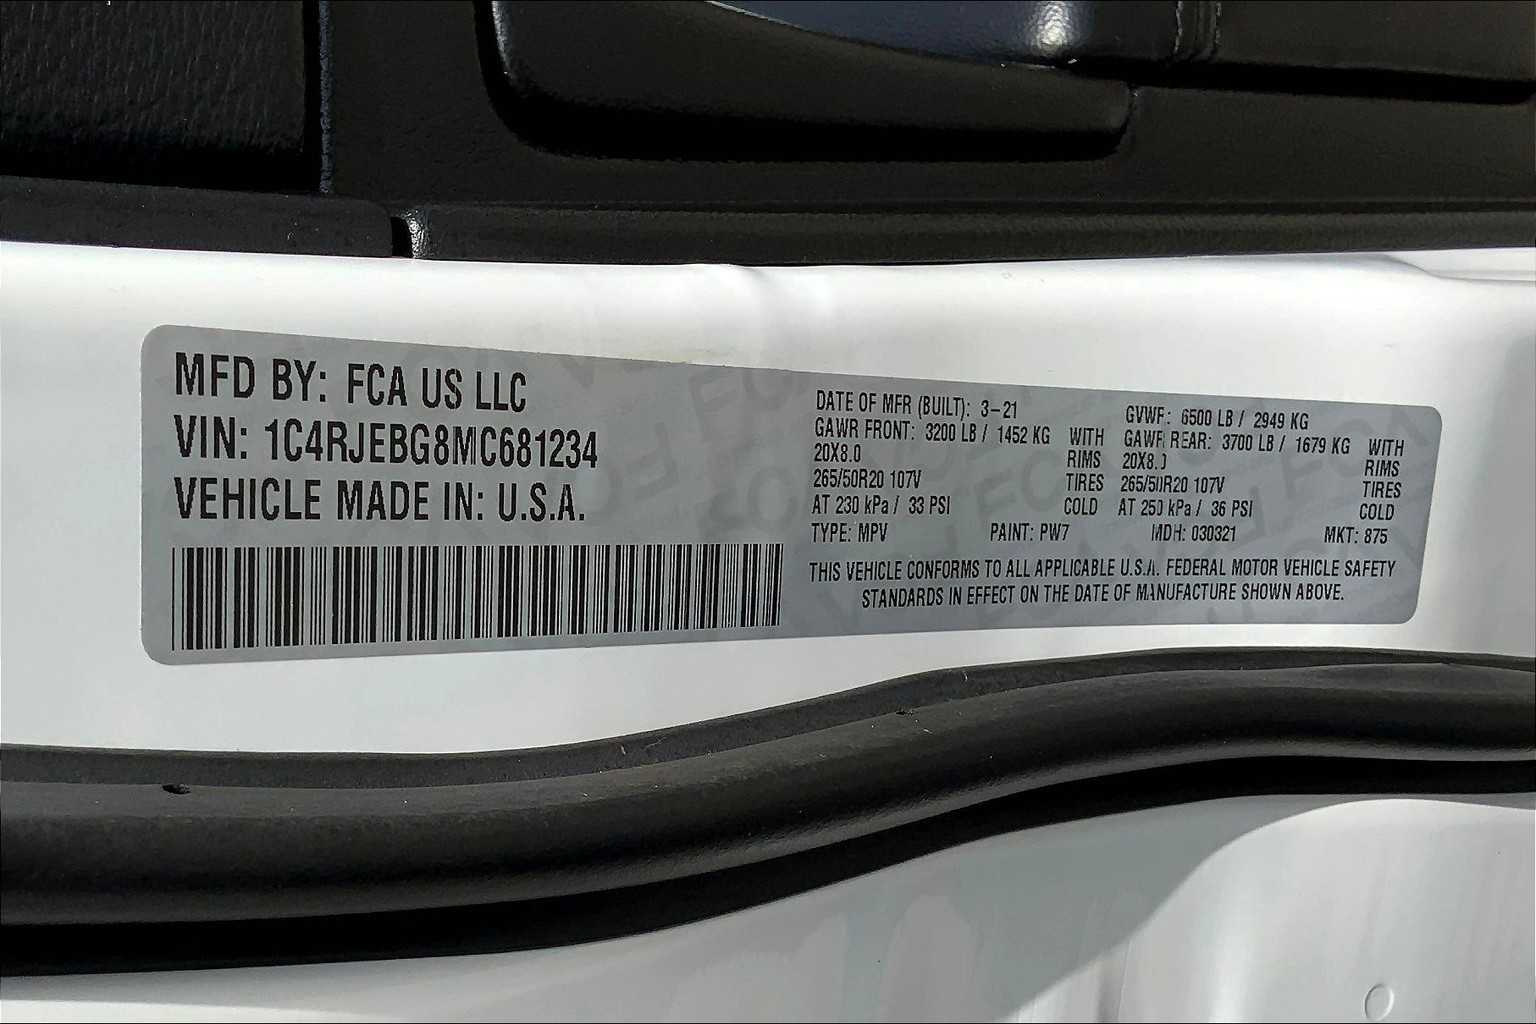 MFD BY: FCA US LLC
VIN: 1C4RJEBG8MC681234
VEHICLE MADE IN: U.S.A.
DATE OF MFR (BUILT): 3-21
GAWR FRONT: 3200 LB / 1452 KG WITH
20X8.0 RIMS
265/50R20 107V TIRES
AT 230 kPa / 33 PSI COLD
GVWR: 6500 LB / 2949 KG
GAWR REAR: 3700 LB / 1679 KG WITH
20X8.0 RIMS
265/50R20 107V TIRES
AT 250 kPa / 36 PSI COLD
TYPE: MPV PAINT: PW7 MDH: 030321 MKT: 875
THIS VEHICLE CONFORMS TO ALL APPLICABLE U.S.A. FEDERAL MOTOR VEHICLE SAFETY
STANDARDS IN EFFECT ON THE DATE OF MANUFACTURE SHOWN ABOVE.